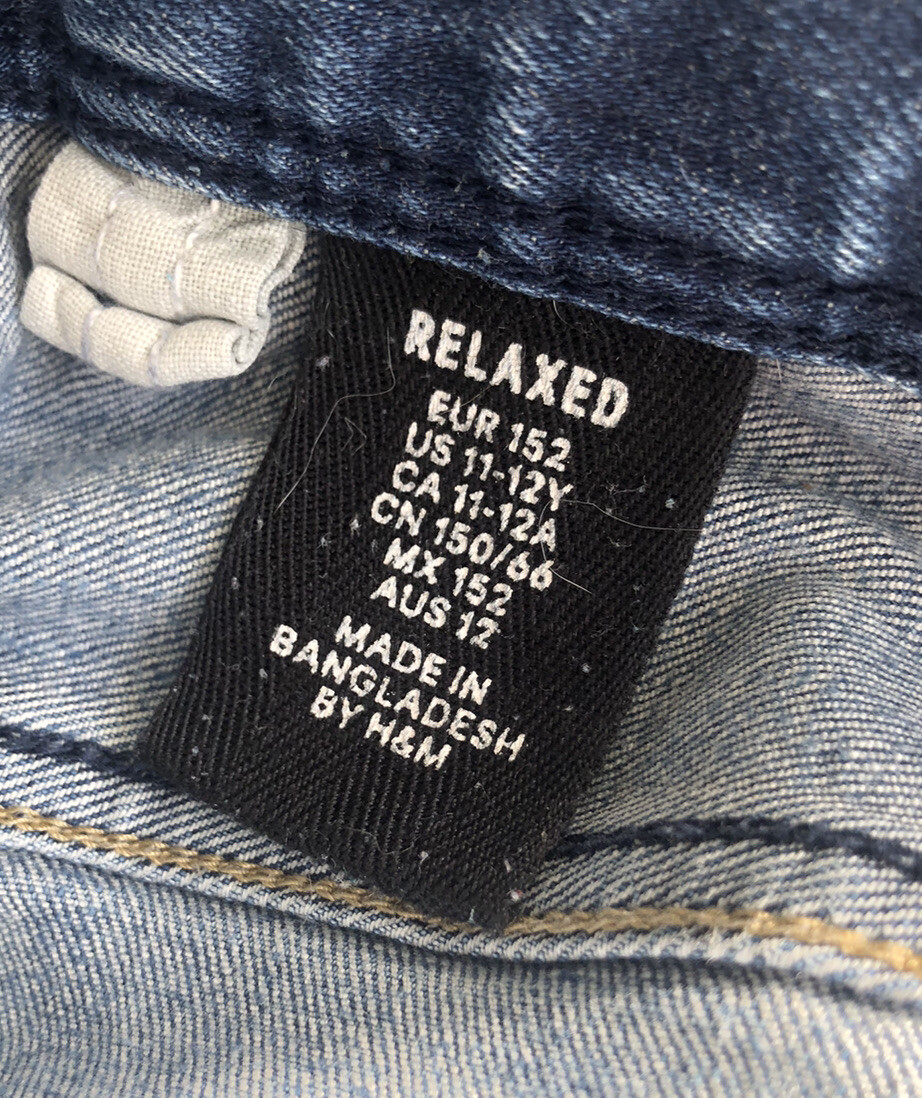 RELAXED
EUR 152
US 11-12Y
CA 11-12A
CN 150/66
MX 152
AUS 12
MADE IN
BANGLADESH
BY H&M